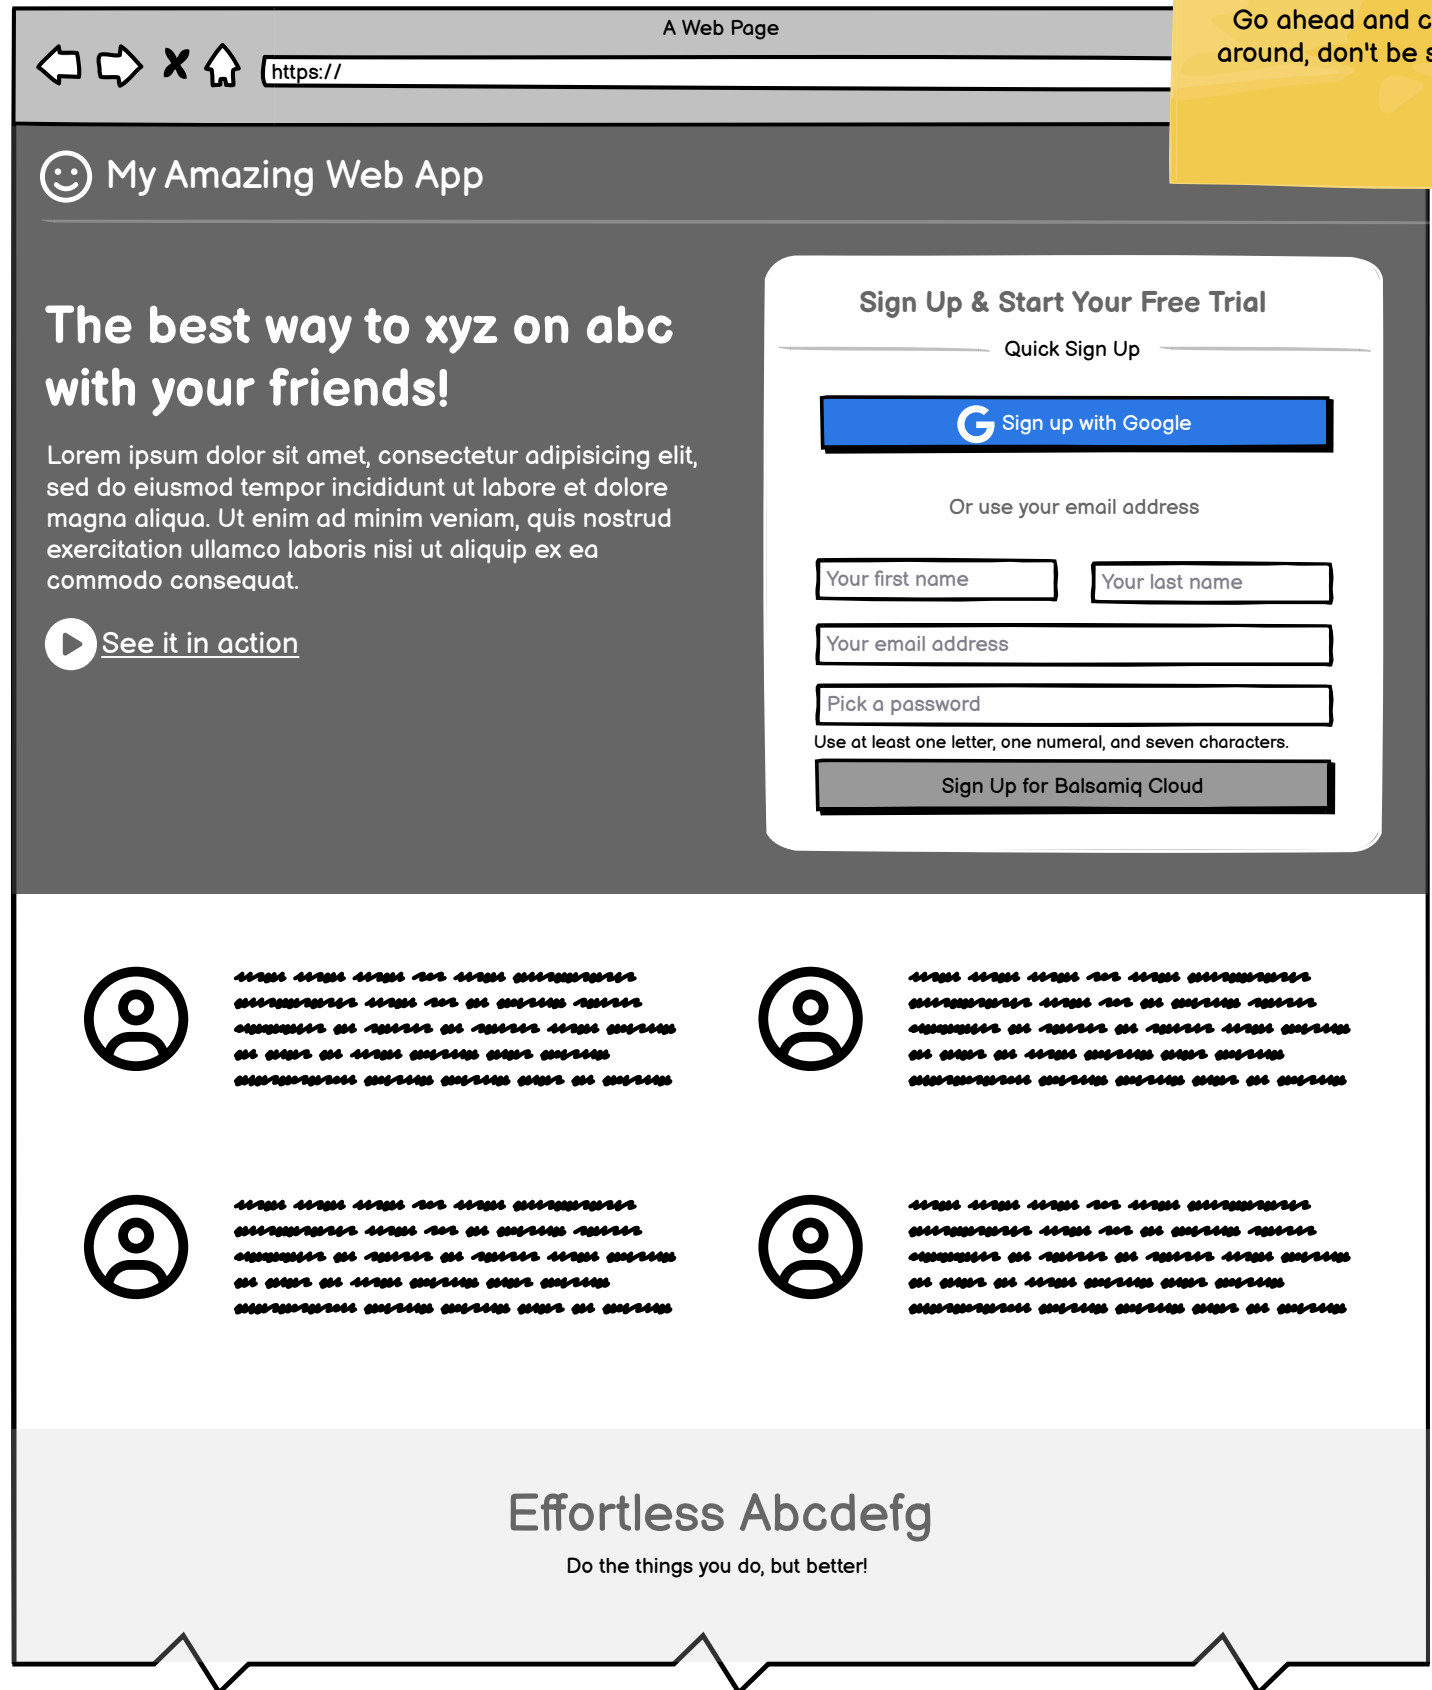 A Web Page
Go ahead and c
around, don't be s
https://
My Amazing Web App
The best way to xyz on abc
with your friends!
Lorem ipsum dolor sit amet, consectetur adipisicing elit,
sed do eiusmod tempor incididunt ut labore et dolore
magna aliqua. Ut enim ad minim veniam, quis nostrud
exercitation ullamco laboris nisi ut aliquip ex ea
commodo consequat.
See it in action
Sign Up & Start Your Free Trial
Quick Sign Up
G Sign up with Google
Or use your email address
Your first name
Your last name
Your email address
Pick a password
Use at least one letter, one numeral, and seven characters.
Sign Up for Balsamiq Cloud
Effortless Abcdefg
Do the things you do, but better!